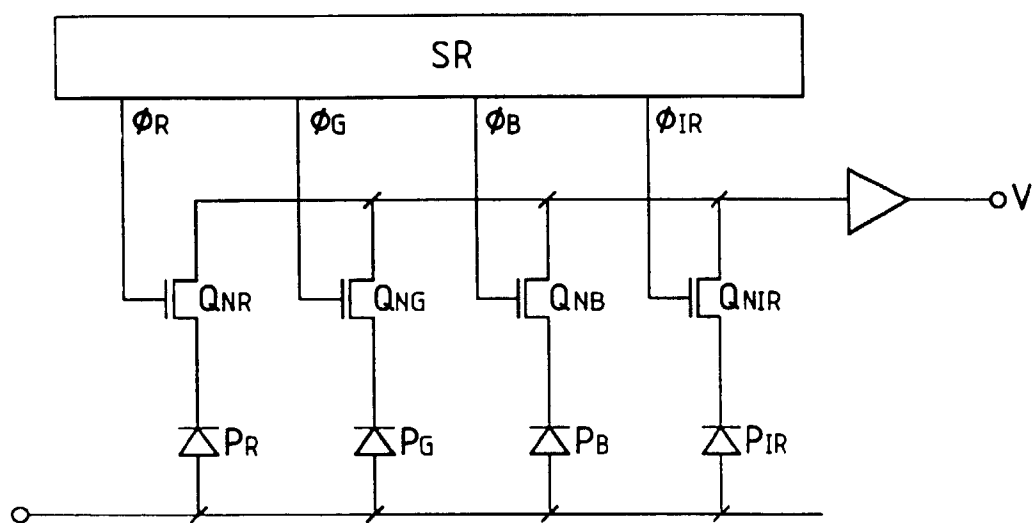 SR
ϕR ϕG ϕB ϕIR
V
QNR QNG QNB QNIR
PR PG PB PIR